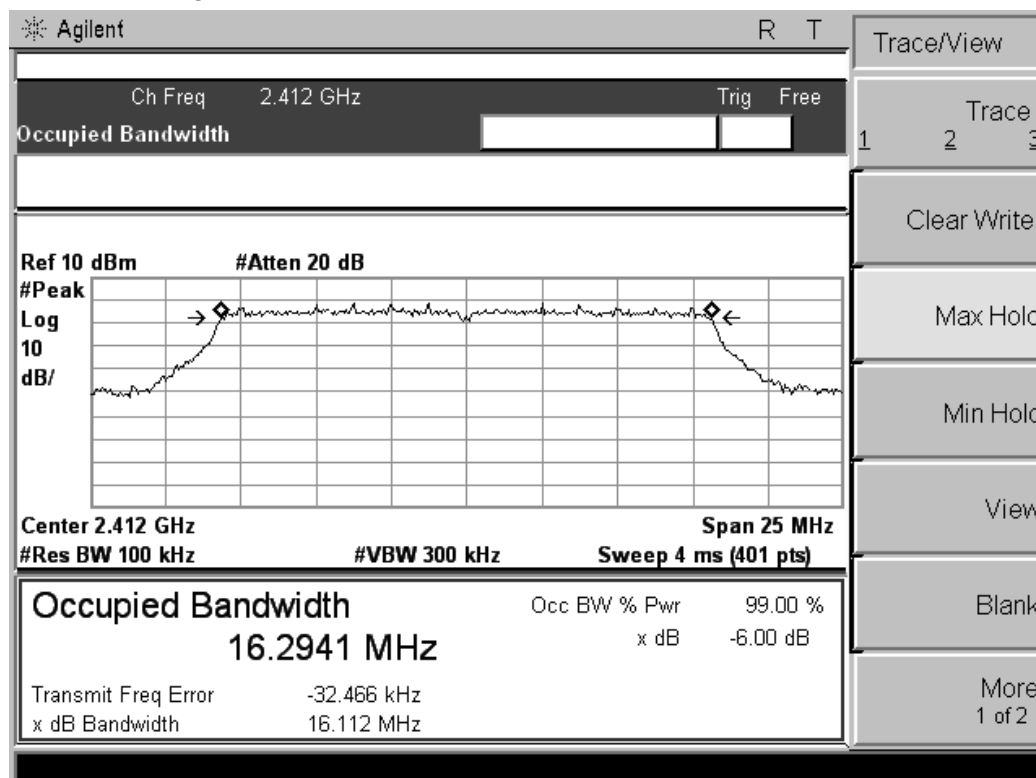 Agilent R T
Trace/View
Ch Freq 2.412 GHz Trig Free
Occupied Bandwidth
Trace
1 2 3
Clear Write
Ref 10 dBm #Atten 20 dB
#Peak
Log
10
dB/
Max Hold
Min Hold
View
Center 2.412 GHz Span 25 MHz
#Res BW 100 kHz #VBW 300 kHz Sweep 4 ms (401 pts)
Occupied Bandwidth
16.2941 MHz
Occ BW % Pwr 99.00 %
x dB -6.00 dB
Transmit Freq Error -32.466 kHz
x dB Bandwidth 16.112 MHz
Blank
More
1 of 2